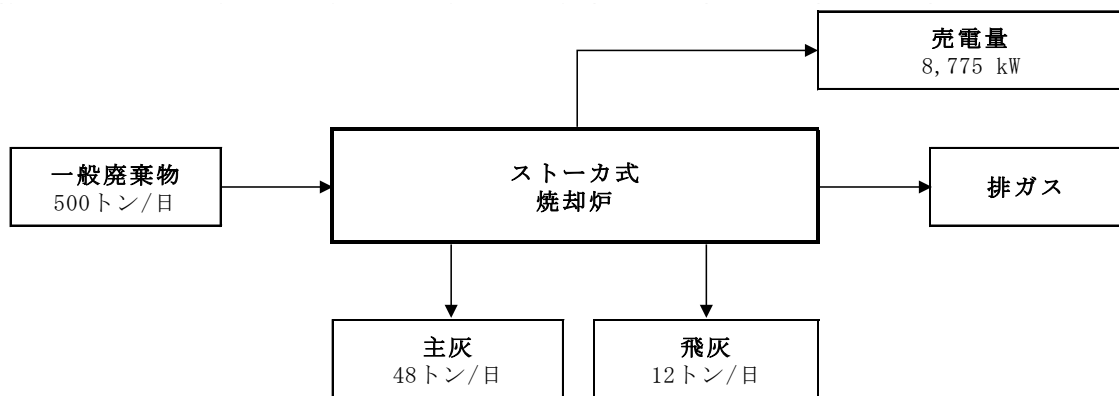 売電量
8,775 kW
一般廃棄物
500トン/日
ストーカ式
焼却炉
排ガス
主灰
48トン/日
飛灰
12トン/日